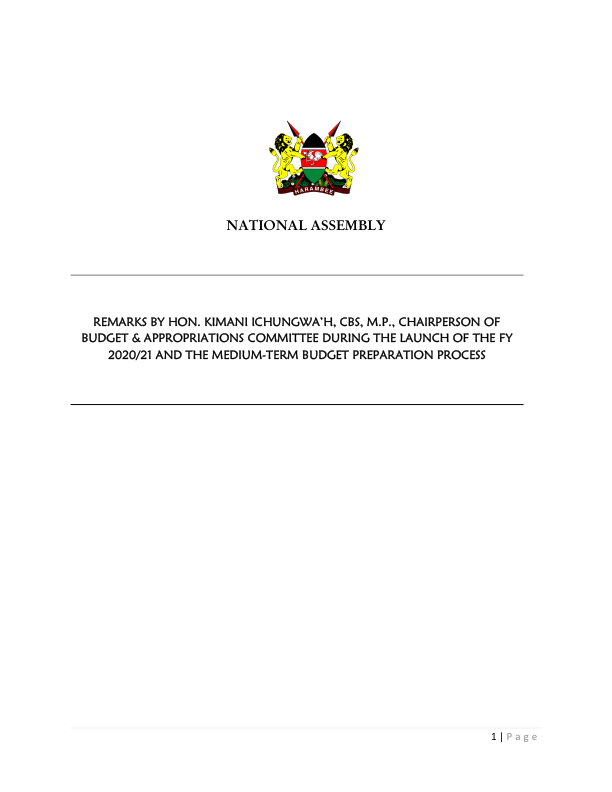 HARAMBEE
NATIONAL ASSEMBLY
REMARKS BY HON. KIMANI ICHUNGWA'H, CBS, M.P., CHAIRPERSON OF
BUDGET & APPROPRIATIONS COMMITTEE DURING THE LAUNCH OF THE FY
2020/21 AND THE MEDIUM-TERM BUDGET PREPARATION PROCESS
1 | Page